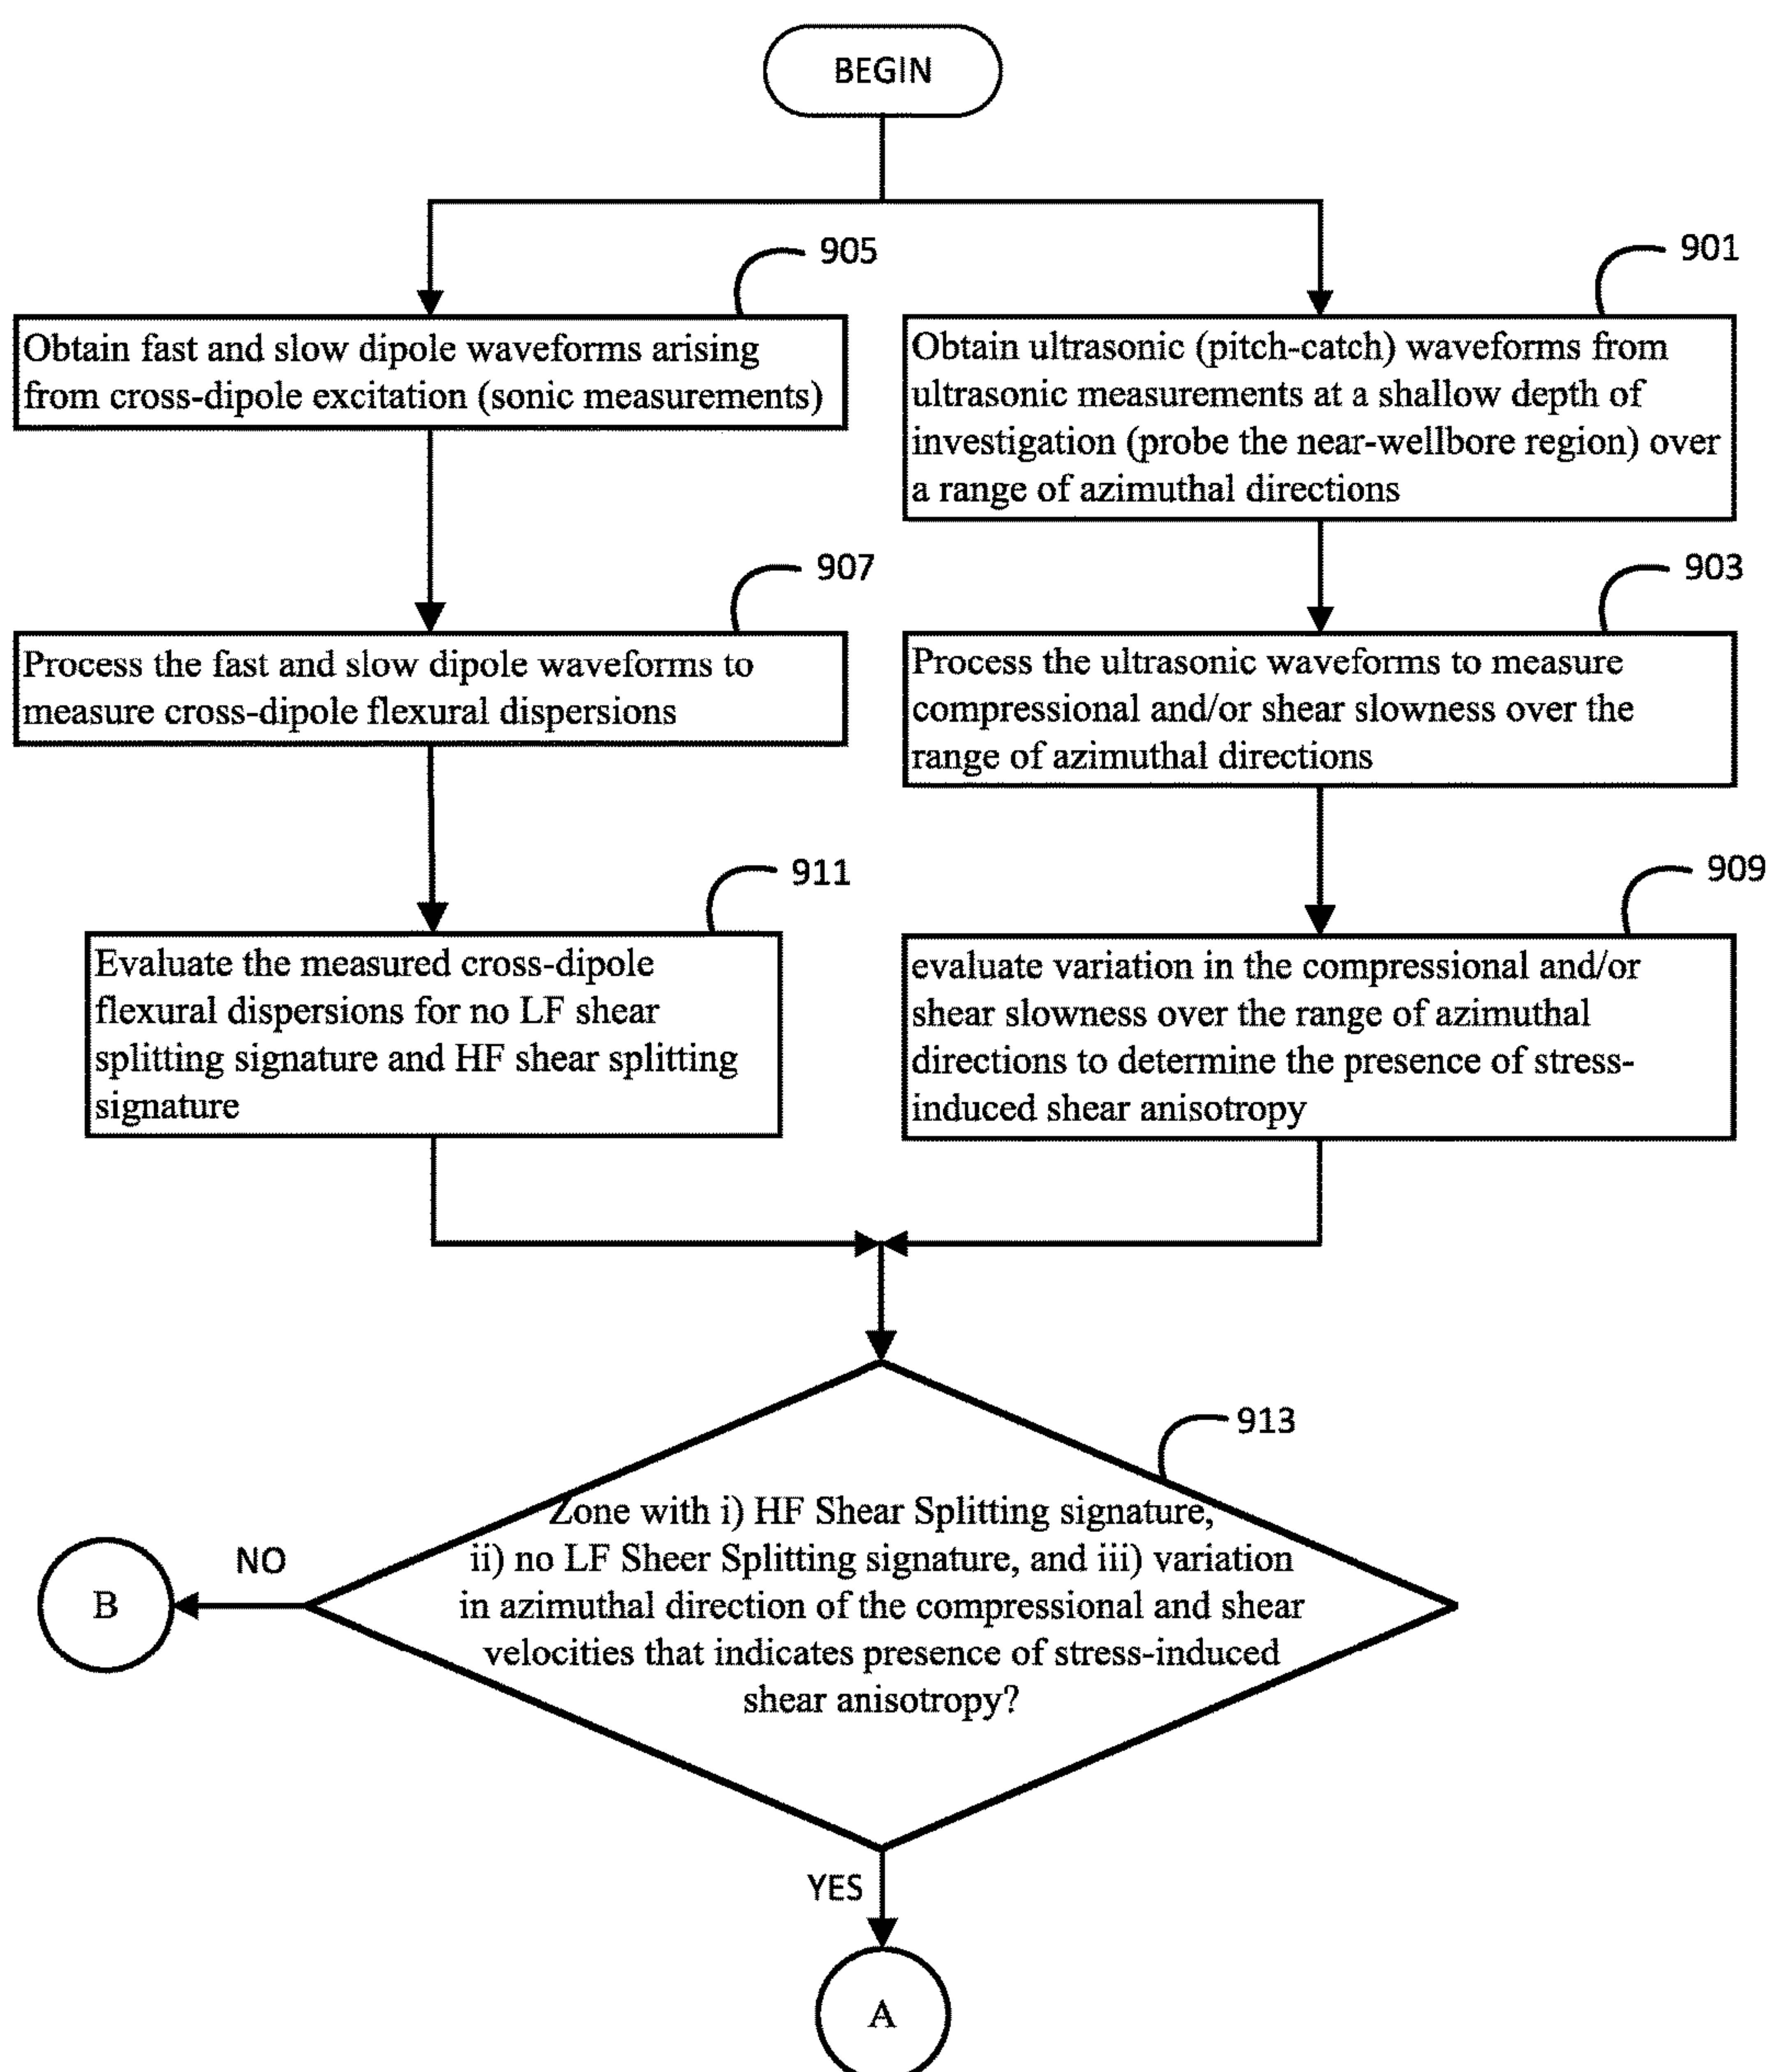 BEGIN
905
Obtain fast and slow dipole waveforms arising
from cross-dipole excitation (sonic measurements)
901
Obtain ultrasonic (pitch-catch) waveforms from
ultrasonic measurements at a shallow depth of
investigation (probe the near-wellbore region) over
a range of azimuthal directions
907
Process the fast and slow dipole waveforms to
measure cross-dipole flexural dispersions
903
Process the ultrasonic waveforms to measure
compressional and/or shear slowness over the
range of azimuthal directions
911
Evaluate the measured cross-dipole
flexural dispersions for no LF shear
splitting signature and HF shear splitting
signature
909
evaluate variation in the compressional and/or
shear slowness over the range of azimuthal
directions to determine the presence of stress-
induced shear anisotropy
913
Zone with i) HF Shear Splitting signature,
ii) no LF Sheer Splitting signature, and iii) variation
in azimuthal direction of the compressional and shear
velocities that indicates presence of stress-induced
shear anisotropy?
NO
B
YES
A